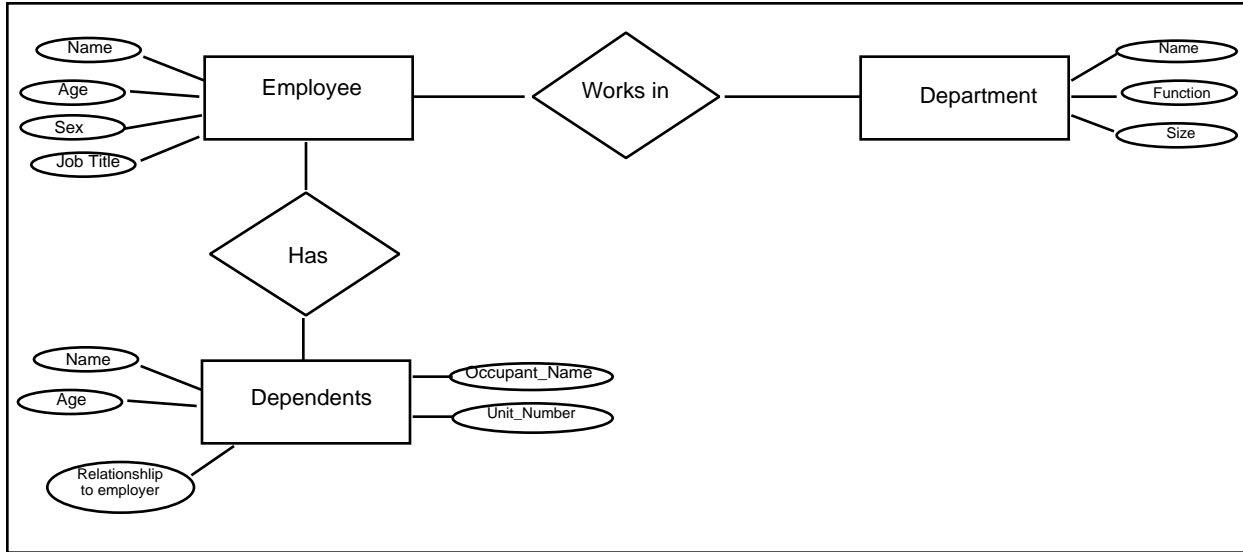 Name
Age
Sex
Job Title
Employee
Works in
Department
Name
Function
Size
Has
Name
Age
Relationshlip
to employer
Dependents
Occupant_Name
Unit_Number